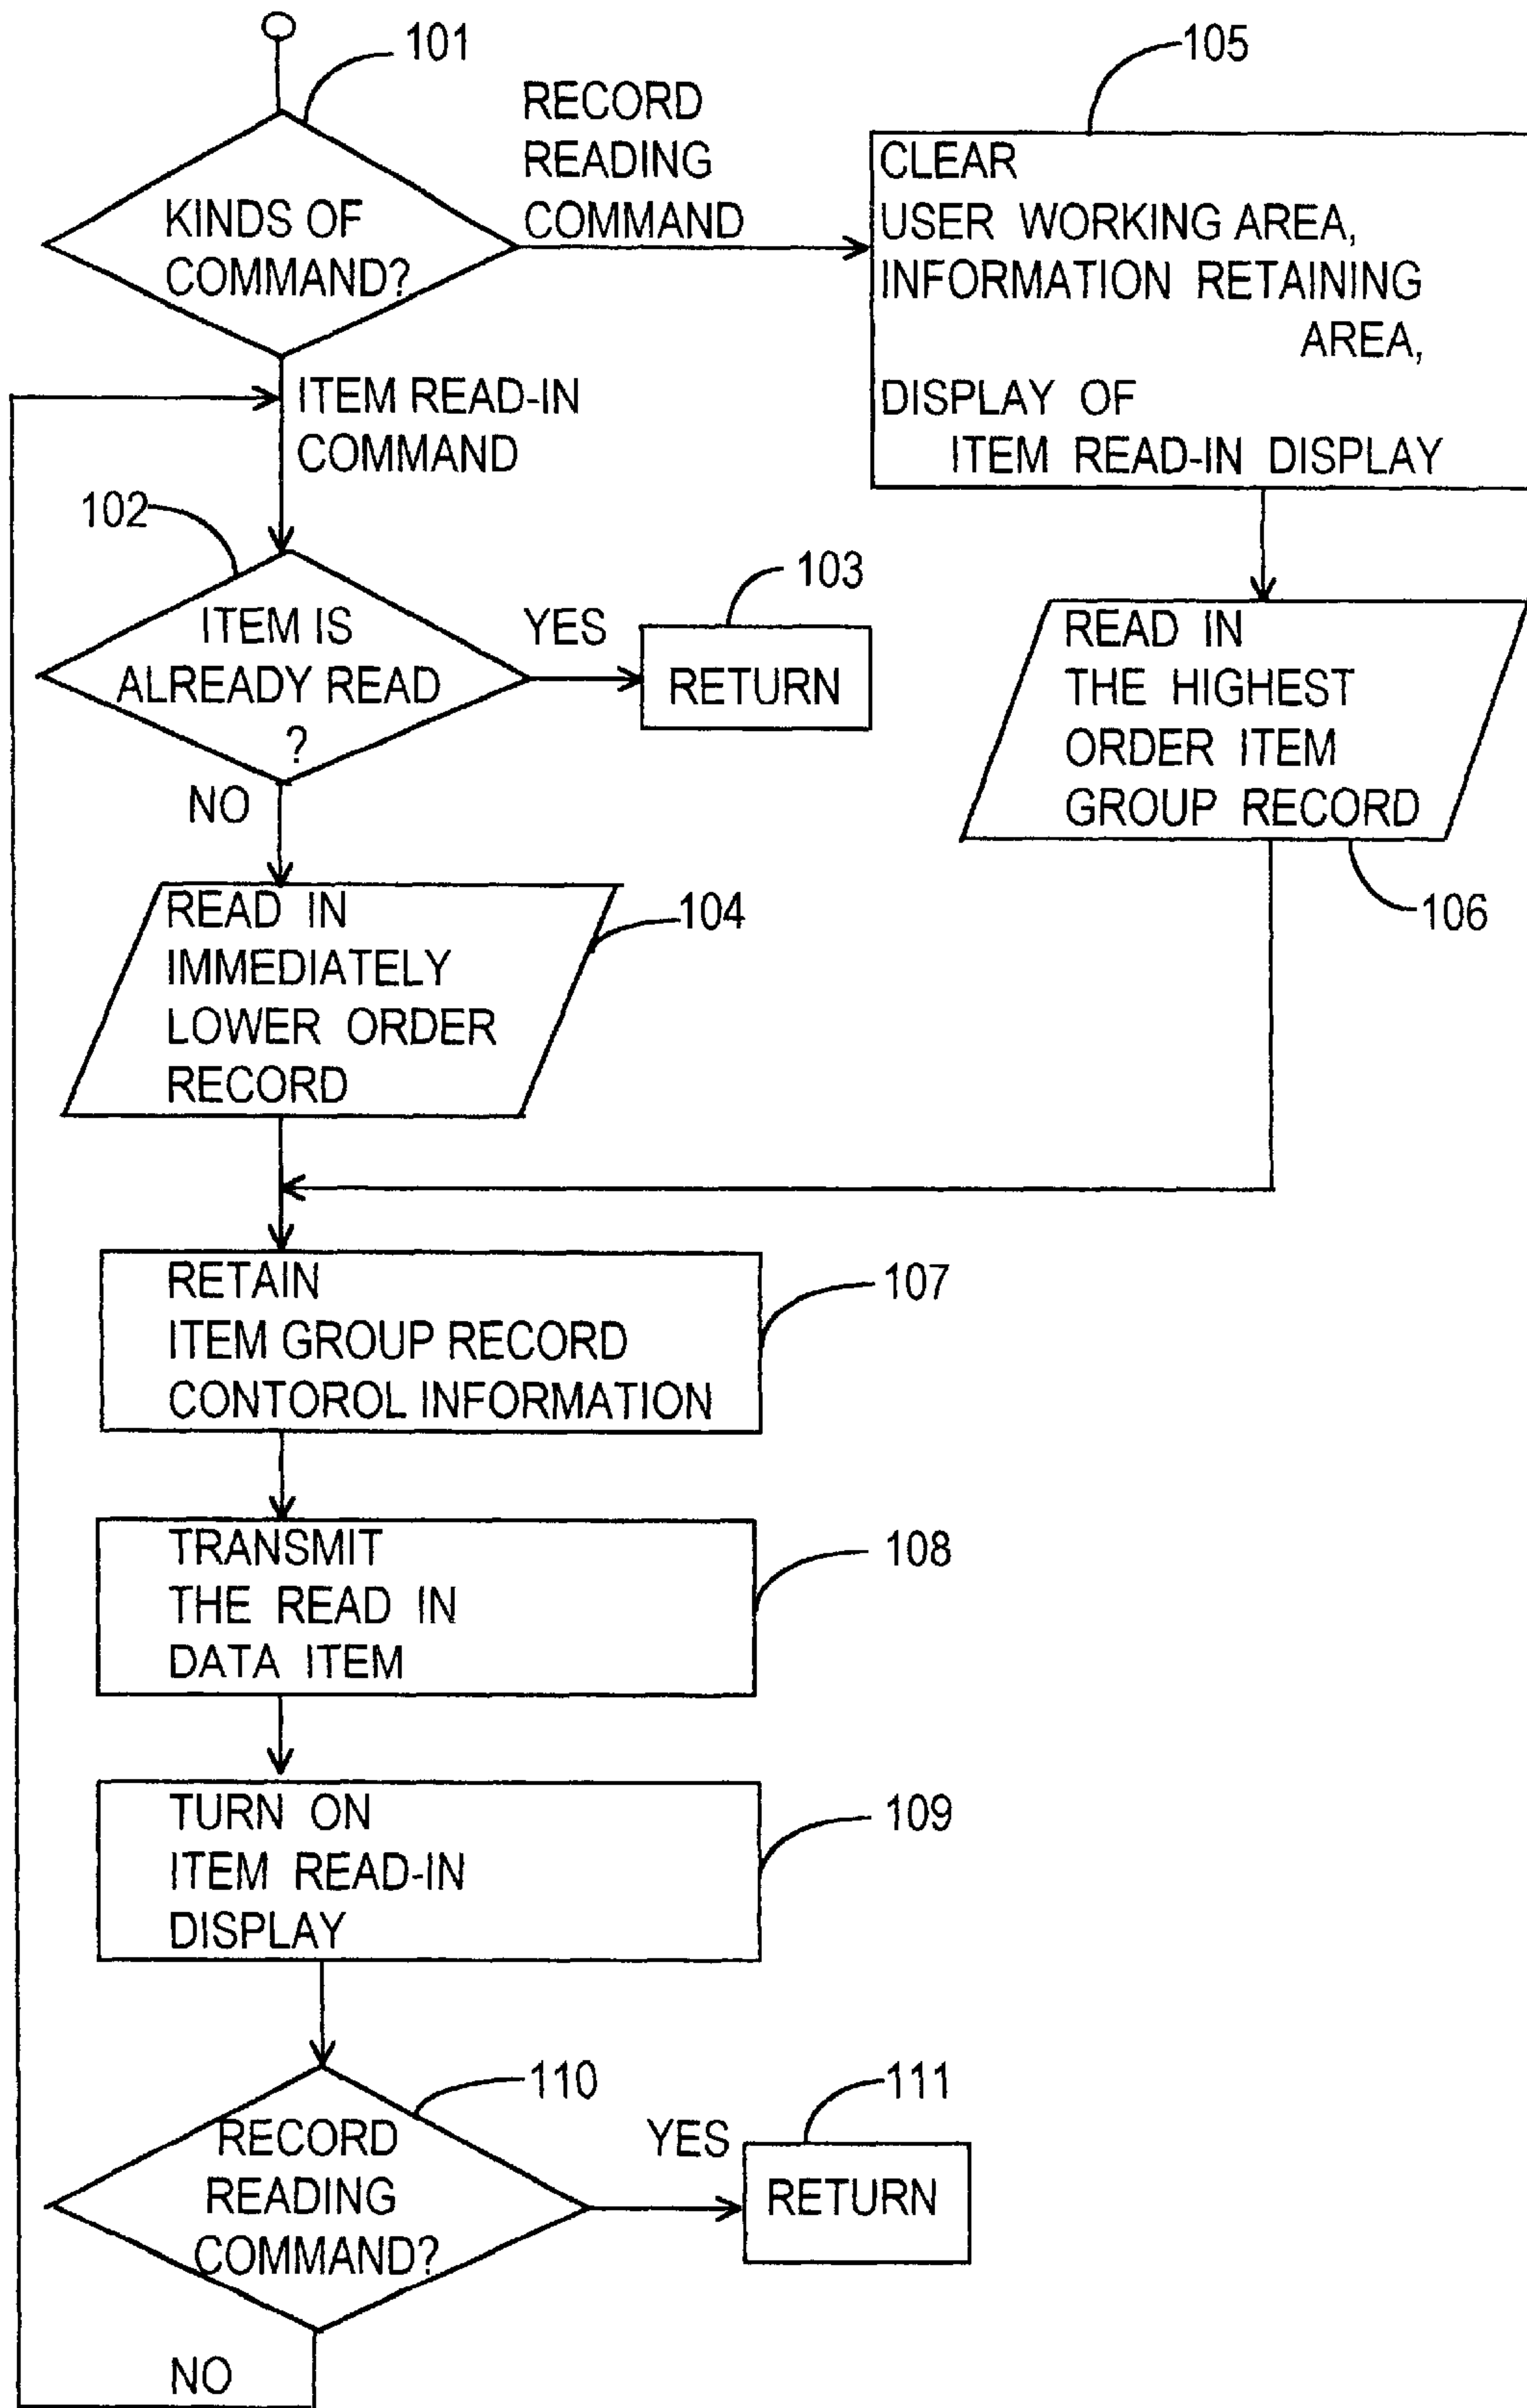 101
KINDS OF
COMMAND?
RECORD
READING
COMMAND
105
CLEAR
USER WORKING AREA,
INFORMATION RETAINING
AREA,
DISPLAY OF
ITEM READ-IN DISPLAY
ITEM READ-IN
COMMAND
102
ITEM IS
ALREADY READ
?
YES
103
RETURN
NO
READ IN
THE HIGHEST
ORDER ITEM
GROUP RECORD
106
READ IN
IMMEDIATELY
LOWER ORDER
RECORD
104
RETAIN
ITEM GROUP RECORD
CONTOROL INFORMATION
107
TRANSMIT
THE READ IN
DATA ITEM
108
TURN ON
ITEM READ-IN
DISPLAY
109
110
RECORD
READING
COMMAND?
YES
111
RETURN
NO